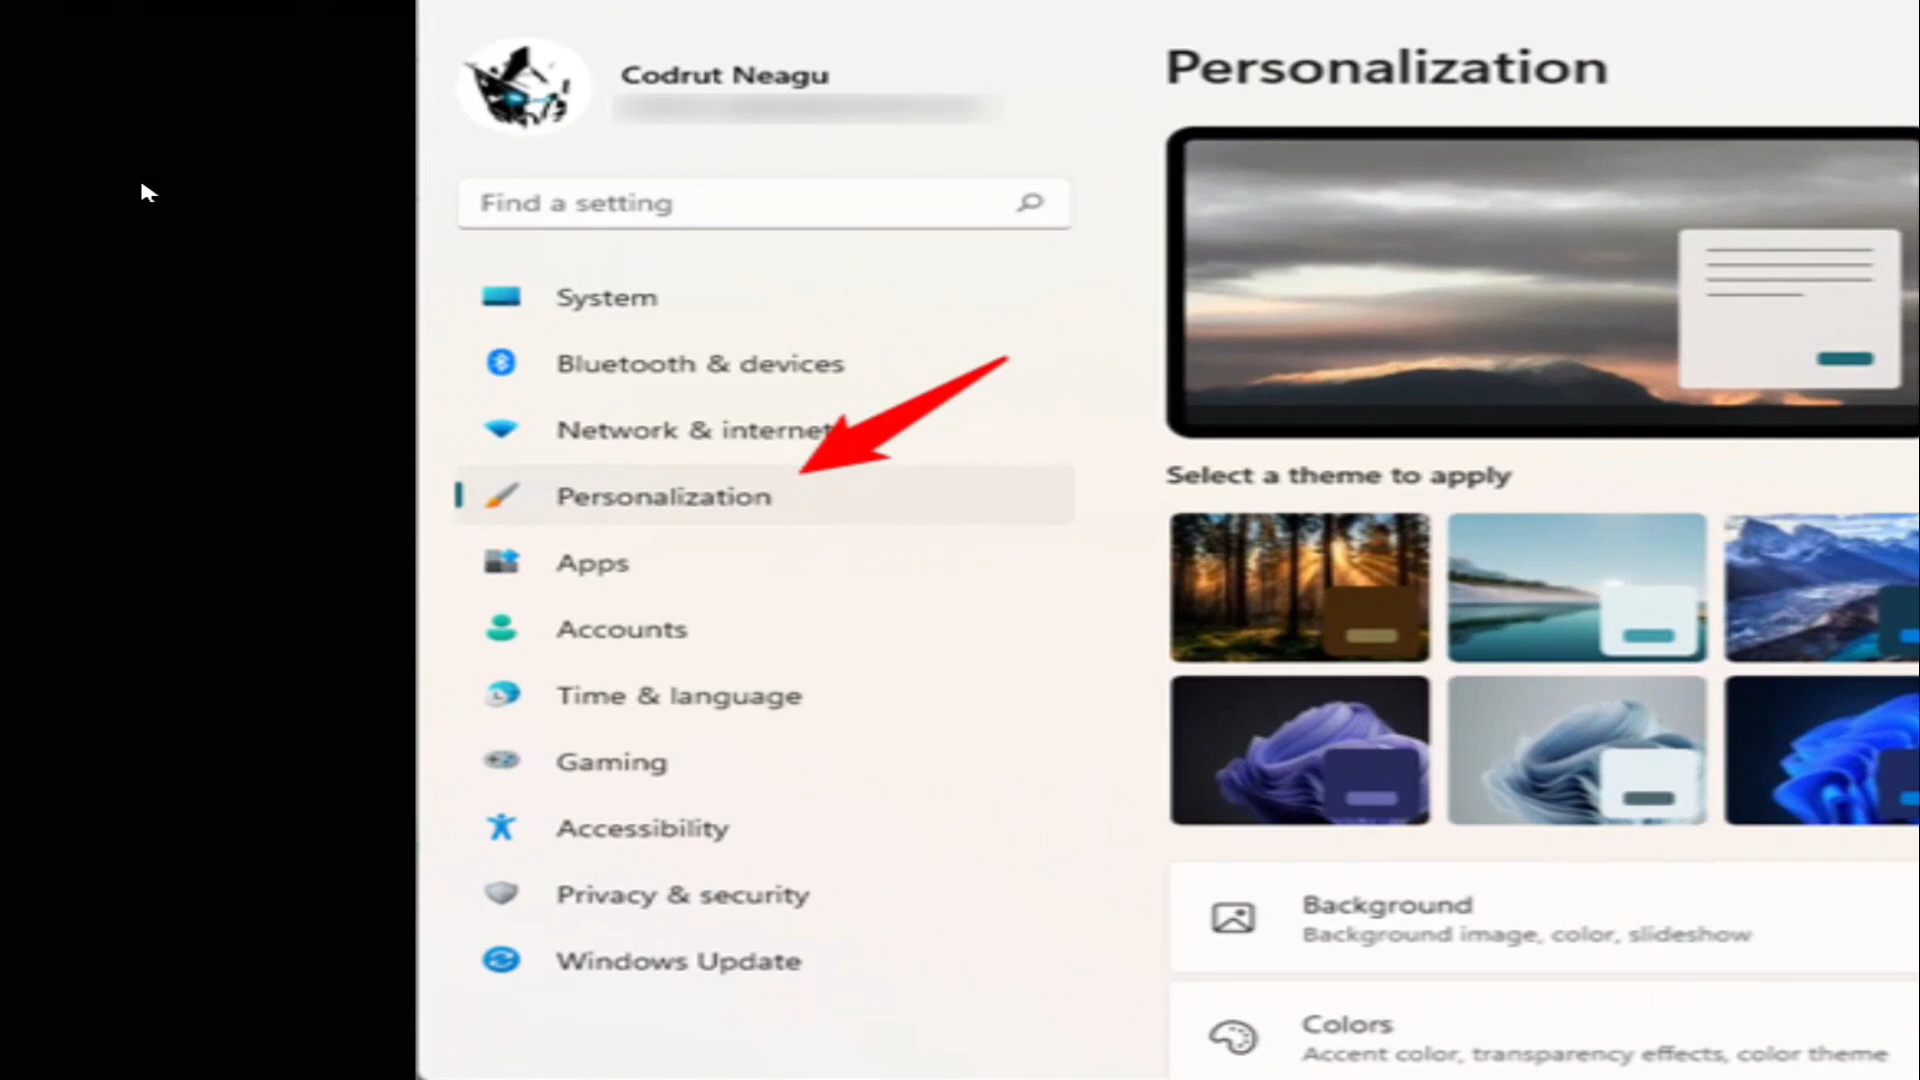 Codrut Neagu
Find a setting
System
Bluetooth & devices
Network & internet
Personalization
Apps
Accounts
Time & language
Gaming
Accessibility
Privacy & security
Windows Update
Personalization
Select a theme to apply
Background
Background image, color, slideshow
Colors
Accent color, transparency effects, color theme